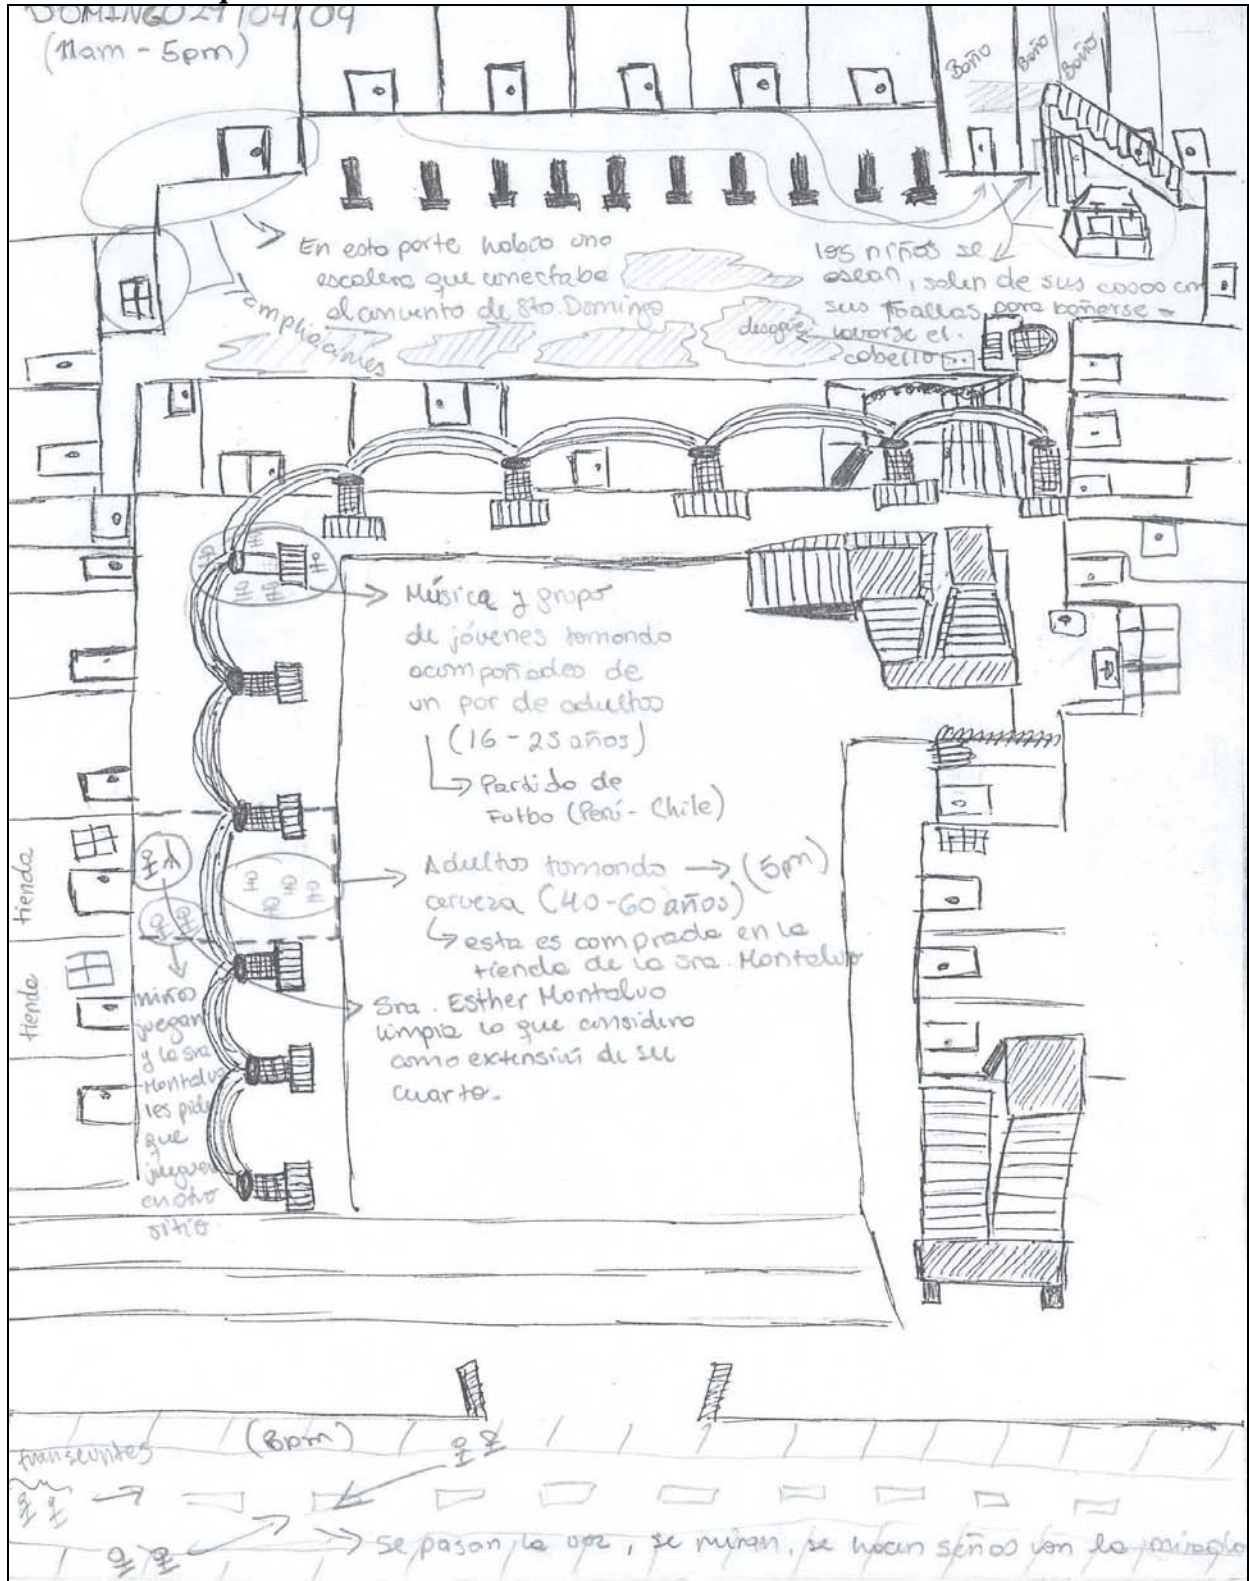 DOMINGO 29/04/09
(11am - 5pm)
Baño
Baño
Baño
En esta parte había una
escalera que conectaba
el convento de Sto. Domingo
Ampliaciones
los niños se
asean, salen de sus casas con
sus toallas para bañarse -
lavarse el
cabello
desagüe
Música y grupo
de jóvenes tomando
acompañados de
un par de adultos
(16-25 años)
Partido de
Futbo (Perú - Chile)
Adultos tomando → (5pm)
cerveza (40-60 años)
esta es comprada en la
tienda de la Sra. Montalvo
Sra. Esther Montalvo
limpia lo que considera
como extensión de su
cuarto.
tienda
tienda
niños
juegan
y la sra
Montalvo
les pide
que
jueguen
en otro
sitio.
transeuntes
(8pm)
se pasan la voz, se miran, se hacen señas con la mirada